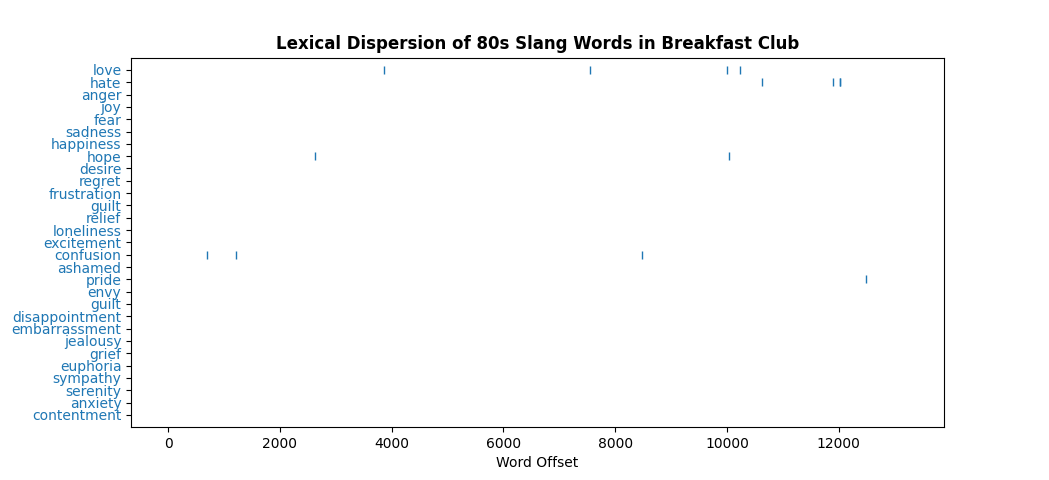 Lexical Dispersion of 80s Slang Words in Breakfast Club
love
hate
anger
joy
fear
sadness
happiness
hope
desire
regret
frustration
guilt
relief
loneliness
excitement
confusion
ashamed
pride
envy
guilt
disappointment
embarrassment
jealousy
grief
euphoria
sympathy
serenity
anxiety
contentment
0 2000 4000 6000 8000 10000 12000
Word Offset